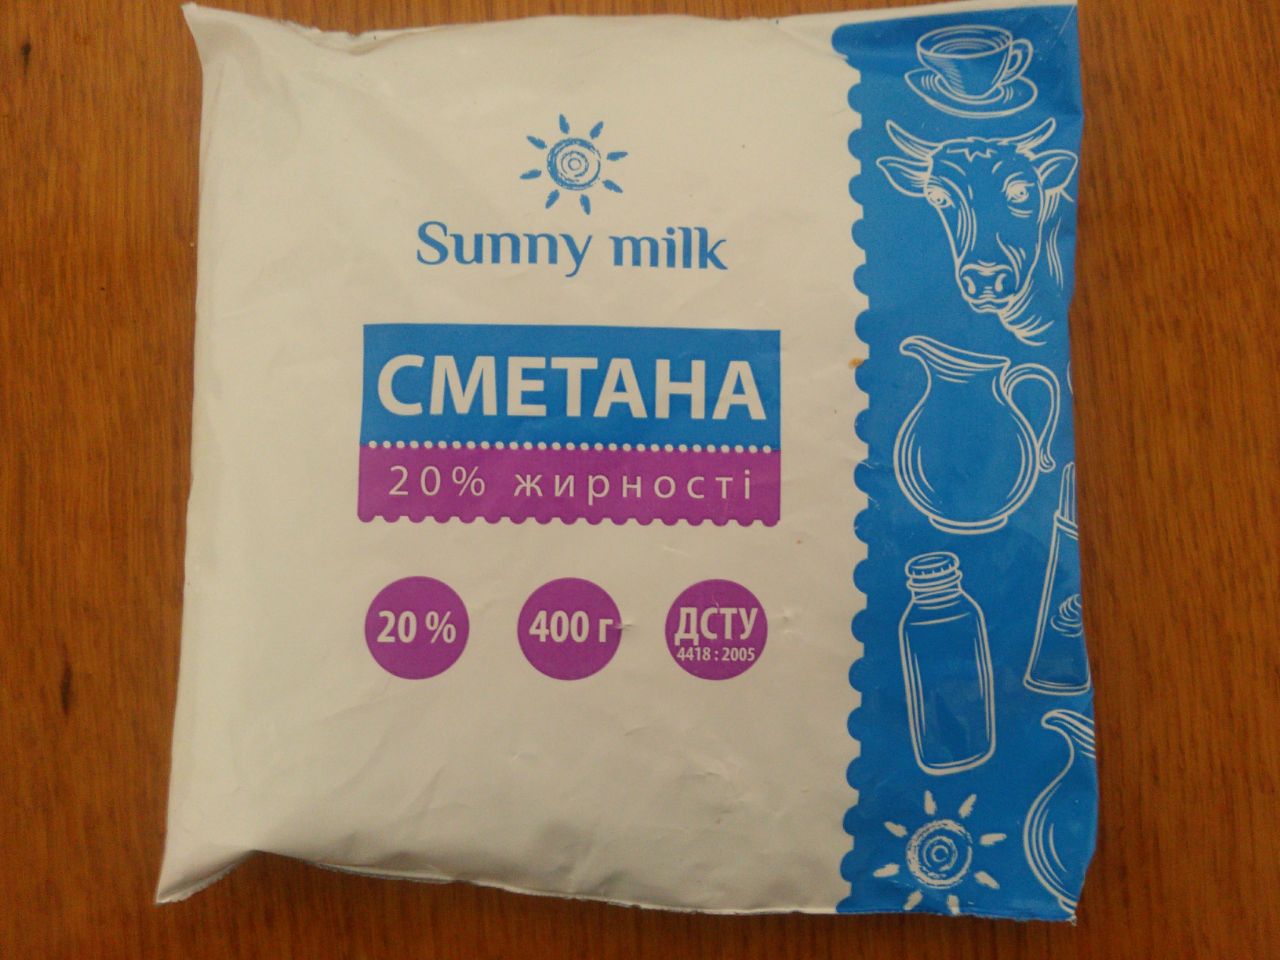 Sunny milk
СМЕТАНА
20% жирності
20 %
400 г
ДСТУ
4418 : 2005